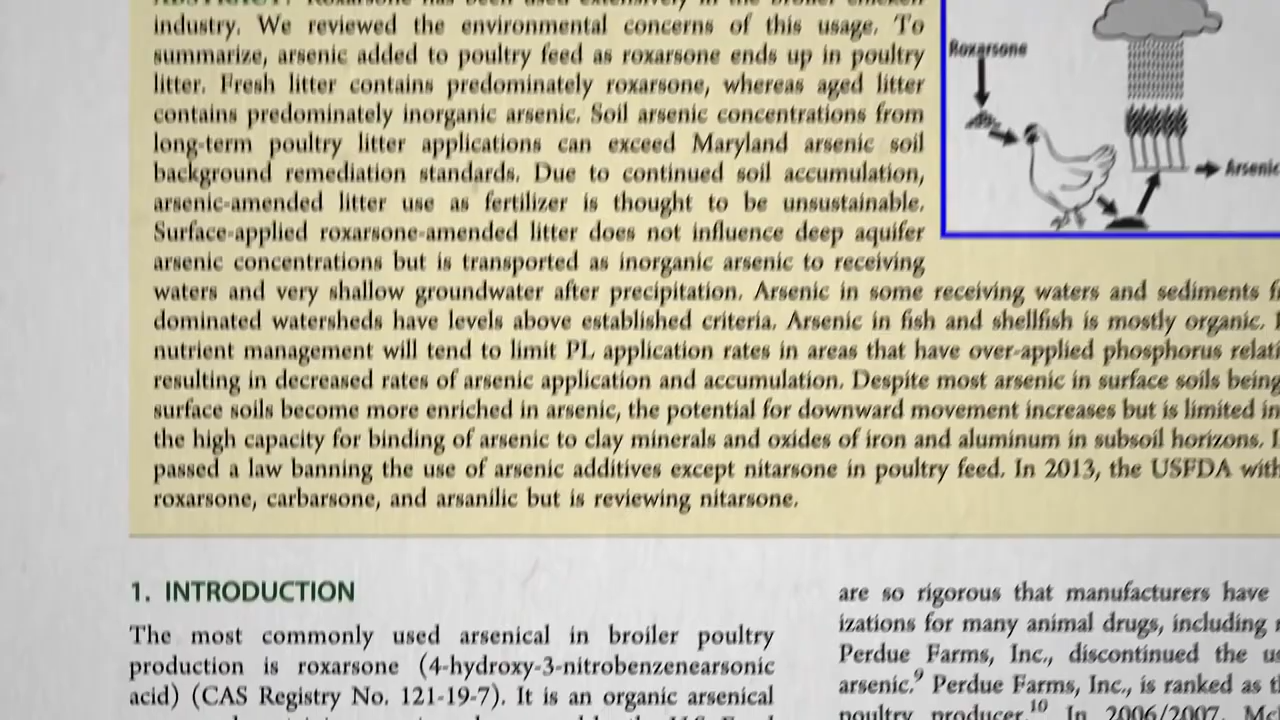 industry. We reviewed the environmental concerns of this usage. To
summarize, arsenic added to poultry feed as roxarsone ends up in poultry
litter. Fresh litter contains predominately roxarsone, whereas aged litter
contains predominately inorganic arsenic. Soil arsenic concentrations from
long-term poultry litter applications can exceed Maryland arsenic soil
background remediation standards. Due to continued soil accumulation,
arsenic-amended litter use as fertilizer is thought to be unsustainable.
Surface-applied roxarsone-amended litter does not influence deep aquifer
arsenic concentrations but is transported as inorganic arsenic to receiving
waters and very shallow groundwater after precipitation. Arsenic in some receiving waters and sediments
dominated watersheds have levels above established criteria. Arsenic in fish and shellfish is mostly organic.
nutrient management will tend to limit PL application rates in areas that have over-applied phosphorus
resulting in decreased rates of arsenic application and accumulation. Despite most arsenic in surface soils being
surface soils become more enriched in arsenic, the potential for downward movement increases but is limited in
the high capacity for binding of arsenic to clay minerals and oxides of iron and aluminum in subsoil horizons.
passed a law banning the use of arsenic additives except nitarsone in poultry feed. In 2013, the USFDA
roxarsone, carbarsone, and arsanilic but is reviewing nitarsone.
Roxarsone
Arsenic
1. INTRODUCTION
The most commonly used arsenical in broiler poultry
production is roxarsone (4-hydroxy-3-nitrobenzenearsonic
acid) (CAS Registry No. 121-19-7). It is an organic arsenical
are so rigorous that manufacturers have
izations for many animal drugs, including
Perdue Farms, Inc., discontinued the
arsenic.9 Perdue Farms, Inc., is ranked as
poultry producer.10 In 2006/2007,